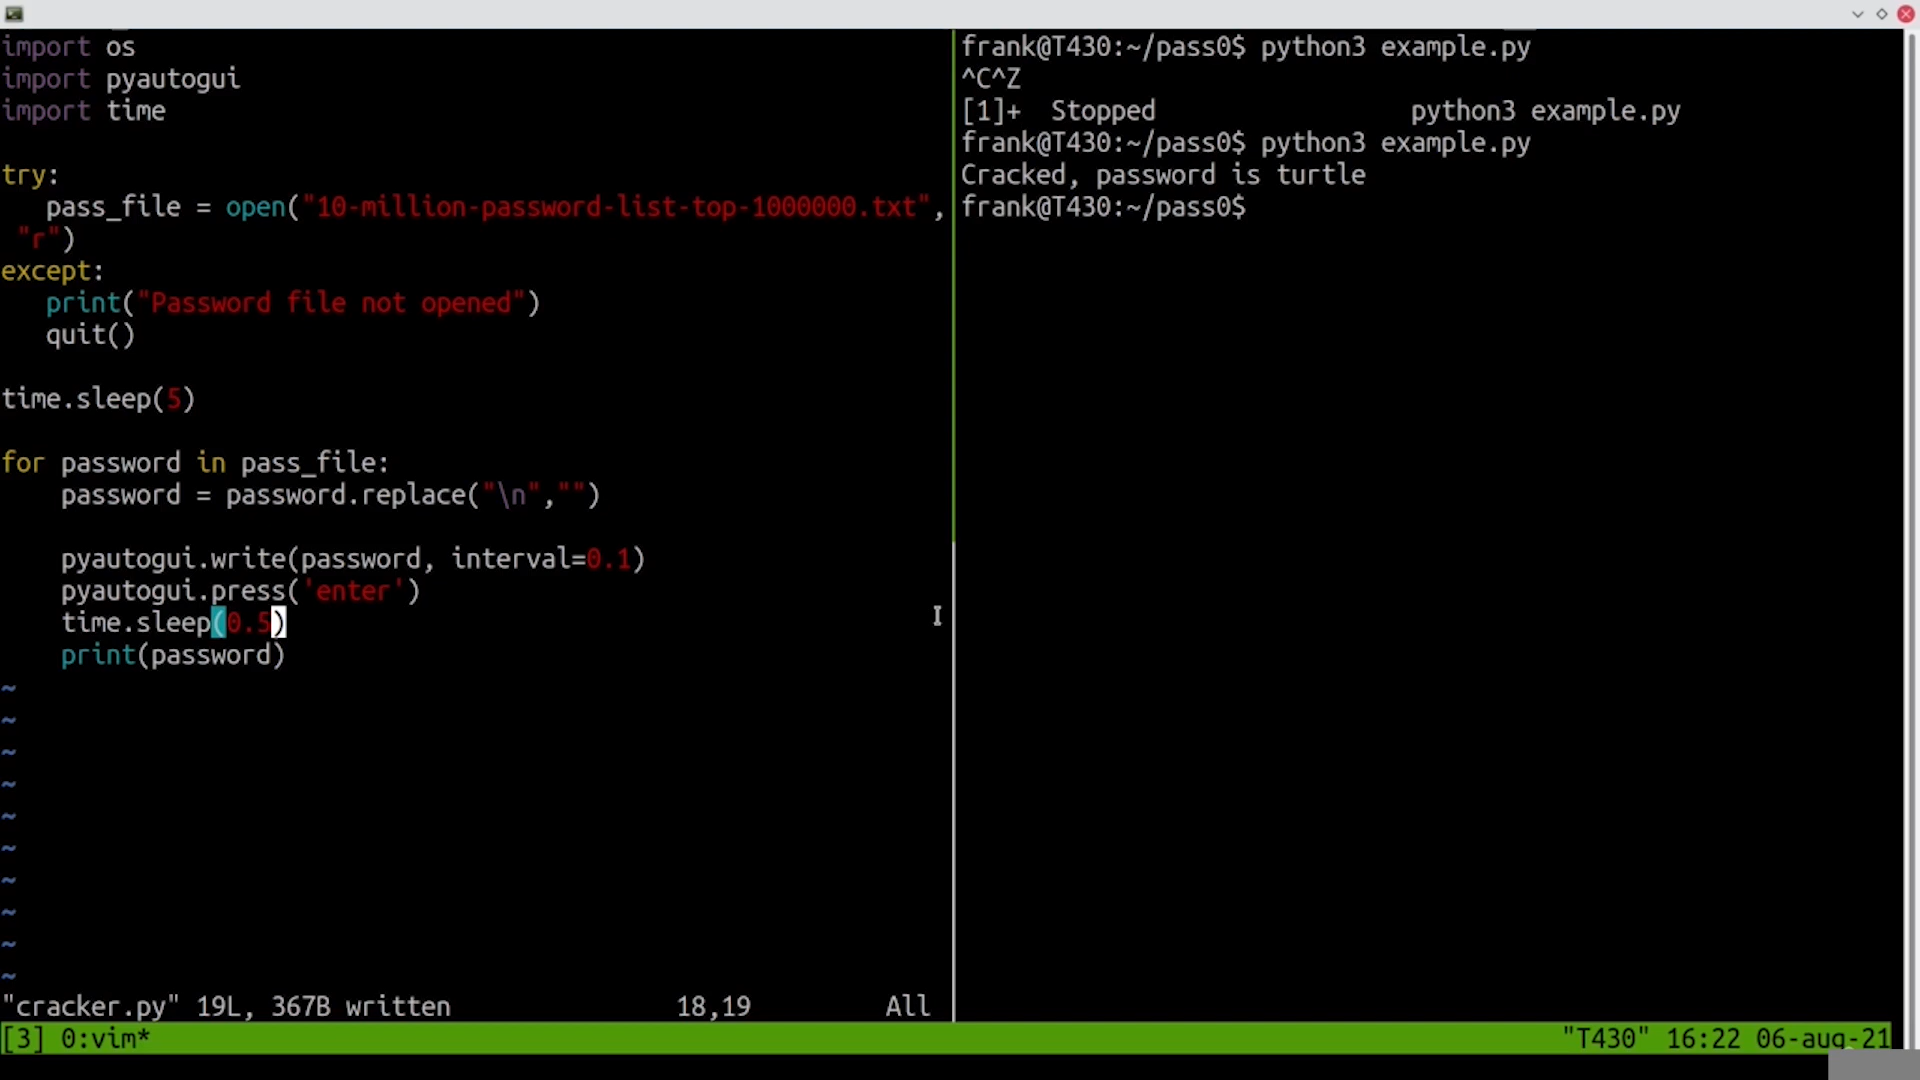 import os
import pyautogui
import time
try:
pass_file = open("10-million-password-list-top-1000000.txt",
"r")
except:
print("Password file not opened")
quit()
time.sleep(5)
for password in pass_file:
password = password.replace("\n","")
pyautogui.write(password, interval=0.1)
pyautogui.press('enter')
time.sleep(0.5)
print(password)
~
~
~
~
~
~
~
~
~
~
"cracker.py" 19L, 367B written 18,19 All
frank@T430:~/pass0$ python3 example.py
^C^Z
[1]+ Stopped python3 example.py
frank@T430:~/pass0$ python3 example.py
Cracked, password is turtle
frank@T430:~/pass0$
[3] 0:vim* "T430" 16:22 06-aug-21